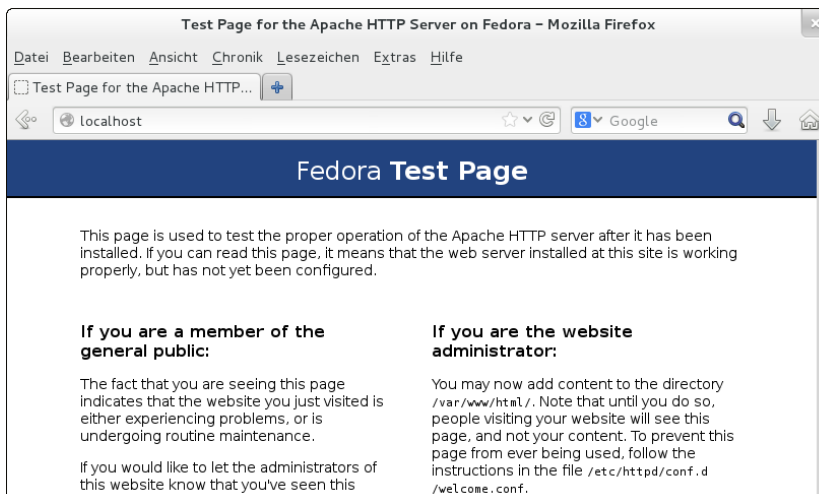 Test Page for the Apache HTTP Server on Fedora – Mozilla Firefox
Datei Bearbeiten Ansicht Chronik Lesezeichen Extras Hilfe
Test Page for the Apache HTTP...
localhost
8 Google
Fedora Test Page
This page is used to test the proper operation of the Apache HTTP server after it has been
installed. If you can read this page, it means that the web server installed at this site is working
properly, but has not yet been configured.
If you are a member of the
general public:
The fact that you are seeing this page
indicates that the website you just visited is
either experiencing problems, or is
undergoing routine maintenance.
If you would like to let the administrators of
this website know that you've seen this
If you are the website
administrator:
You may now add content to the directory
/var/www/html/. Note that until you do so,
people visiting your website will see this
page, and not your content. To prevent this
page from ever being used, follow the
instructions in the file /etc/httpd/conf.d
/welcome.conf.